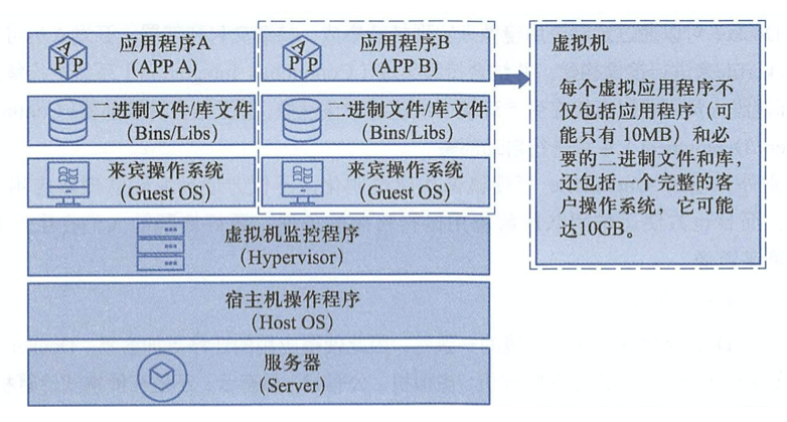 应用程序A
(APP A)
应用程序B
(APP B)
二进制文件/库文件
(Bins/Libs)
二进制文件/库文件
(Bins/Libs)
来宾操作系统
(Guest OS)
来宾操作系统
(Guest OS)
虚拟机监控程序
(Hypervisor)
宿主机操作程序
(Host OS)
服务器
(Server)
虚拟机
每个虚拟应用程序不
仅包括应用程序（可
能只有 10MB）和必
要的二进制文件和库，
还包括一个完整的客
户操作系统，它可能
达10GB。